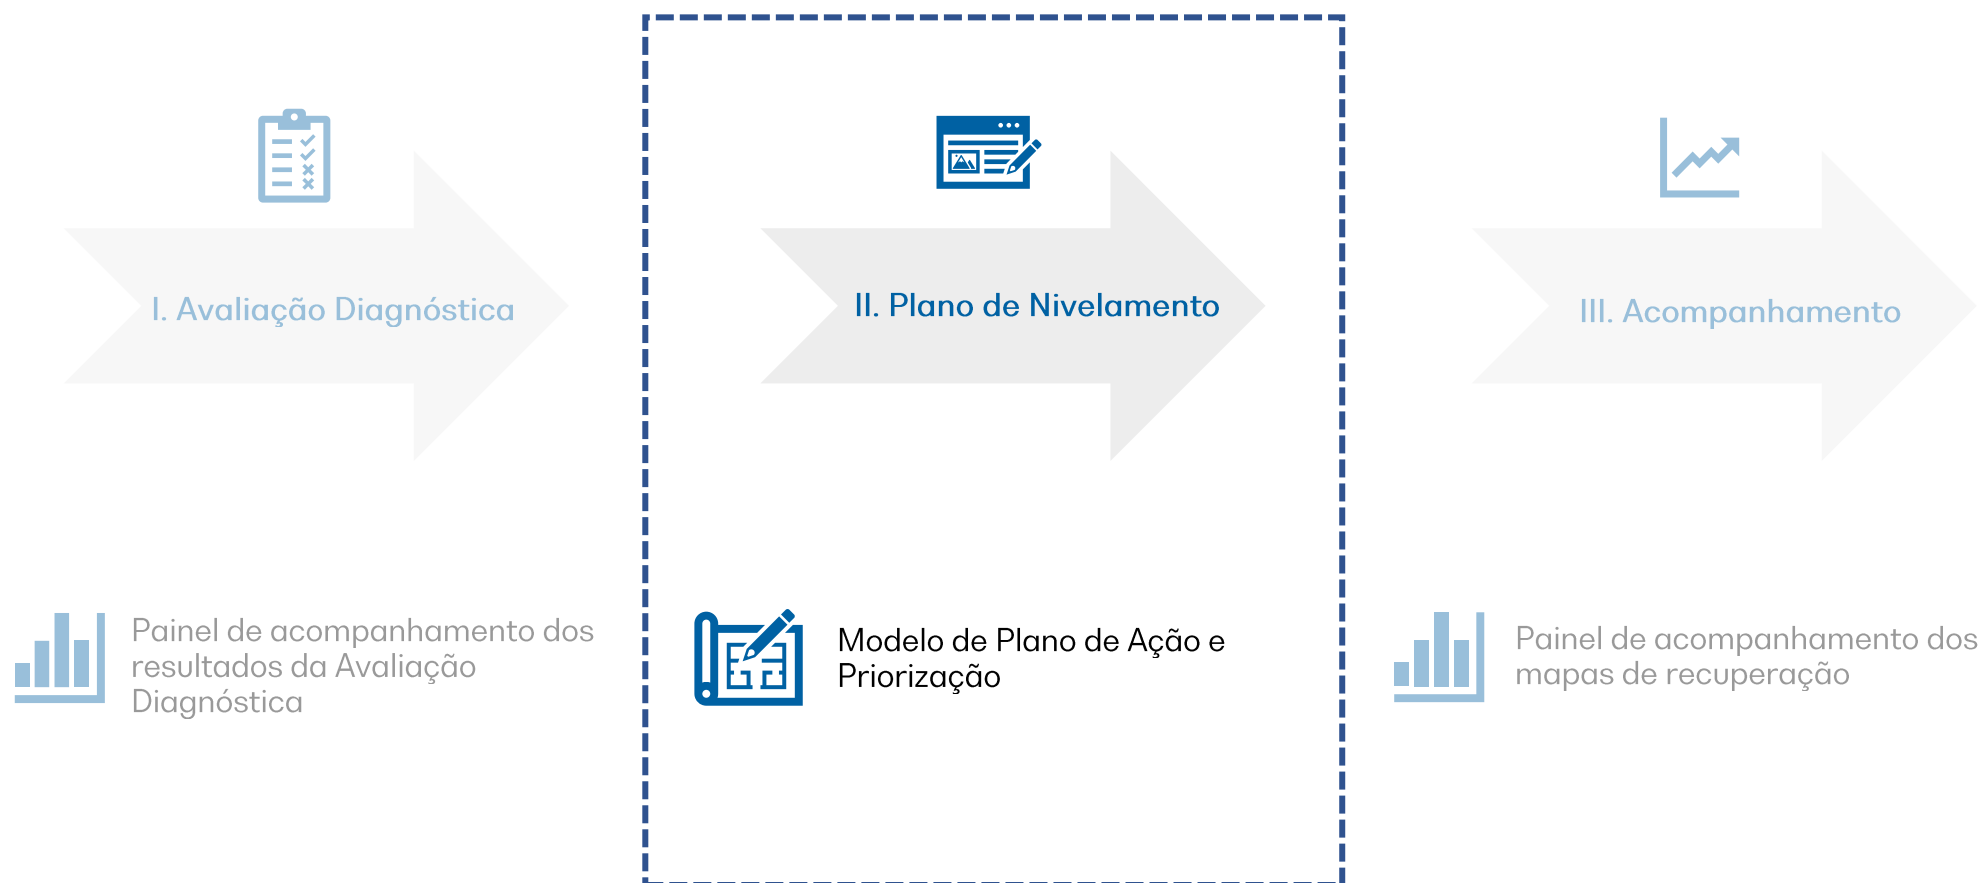 I. Avaliação Diagnóstica
II. Plano de Nivelamento
III. Acompanhamento
Painel de acompanhamento dos
resultados da Avaliação
Diagnóstica
Modelo de Plano de Ação e
Priorização
Painel de acompanhamento dos
mapas de recuperação